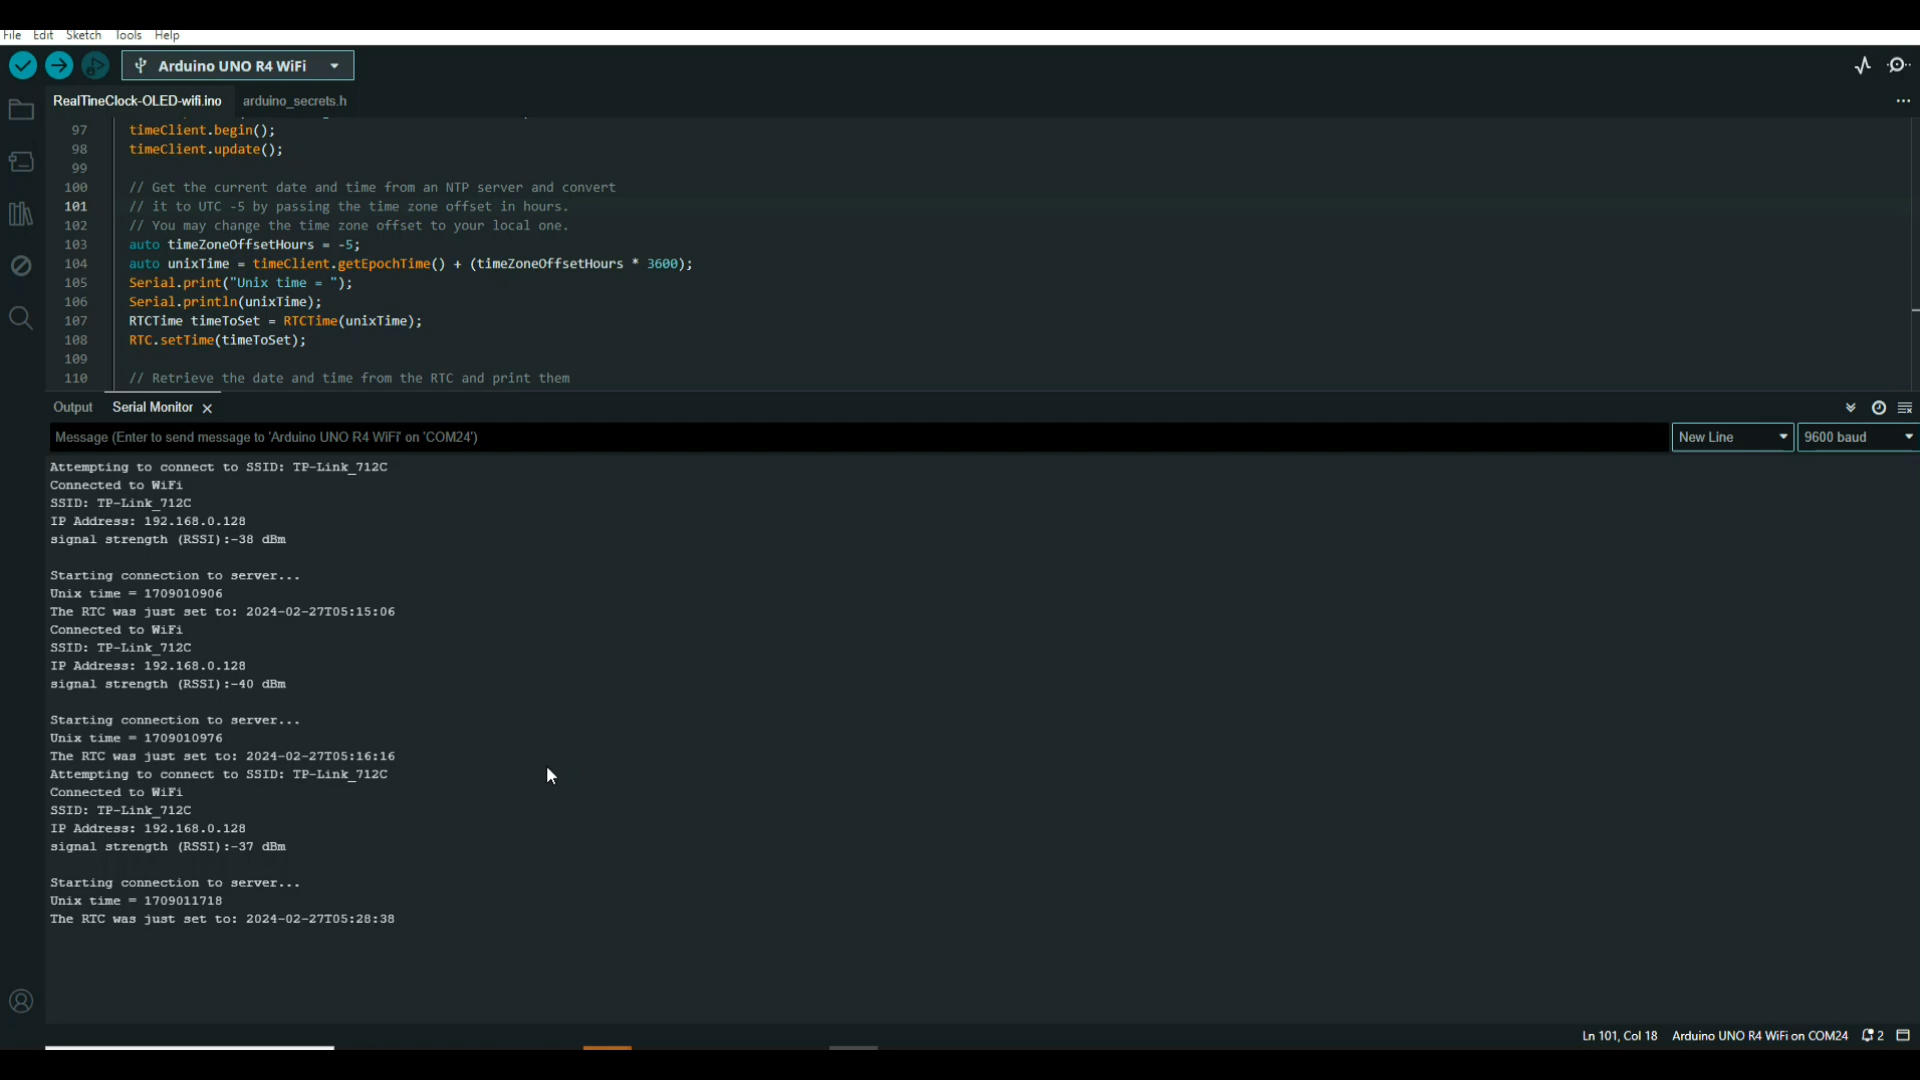 File Edit Sketch Tools Help
Arduino UNO R4 WiFi
RealTineClock-OLED-wifi.ino arduino_secrets.h
97 timeClient.begin();
98 timeClient.update();
99
100 // Get the current date and time from an NTP server and convert
101 // it to UTC -5 by passing the time zone offset in hours.
102 // You may change the time zone offset to your local one.
103 auto timeZoneOffsetHours = -5;
104 auto unixTime = timeClient.getEpochTime() + (timeZoneOffsetHours * 3600);
105 Serial.print("Unix time = ");
106 Serial.println(unixTime);
107 RTCTime timeToSet = RTCTime(unixTime);
108 RTC.setTime(timeToSet);
109
110 // Retrieve the date and time from the RTC and print them
Output Serial Monitor
Message (Enter to send message to 'Arduino UNO R4 WiFi' on 'COM24') New Line 9600 baud
Attempting to connect to SSID: TP-Link_712C
Connected to WiFi
SSID: TP-Link_712C
IP Address: 192.168.0.128
signal strength (RSSI):-38 dBm
Starting connection to server...
Unix time = 1709010906
The RTC was just set to: 2024-02-27T05:15:06
Connected to WiFi
SSID: TP-Link_712C
IP Address: 192.168.0.128
signal strength (RSSI):-40 dBm
Starting connection to server...
Unix time = 1709010976
The RTC was just set to: 2024-02-27T05:16:16
Attempting to connect to SSID: TP-Link_712C
Connected to WiFi
SSID: TP-Link_712C
IP Address: 192.168.0.128
signal strength (RSSI):-37 dBm
Starting connection to server...
Unix time = 1709011718
The RTC was just set to: 2024-02-27T05:28:38
Ln 101, Col 18 Arduino UNO R4 WiFi on COM24 2